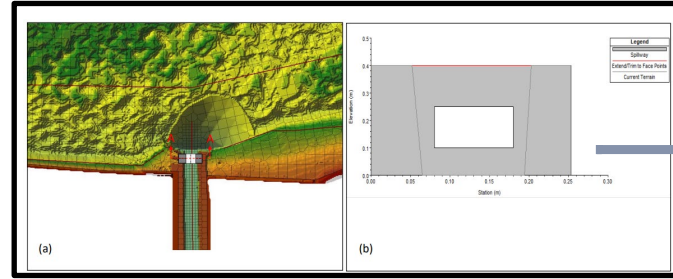 (a)
Elevation (m)
0.5
0.4
0.3
0.2
0.1
0.0
0.00
0.05
0.10
0.15
0.20
0.25
0.30
Station (m)
(b)
Legend
Spillway
Extend/Trim to Face Points
Current Terrain